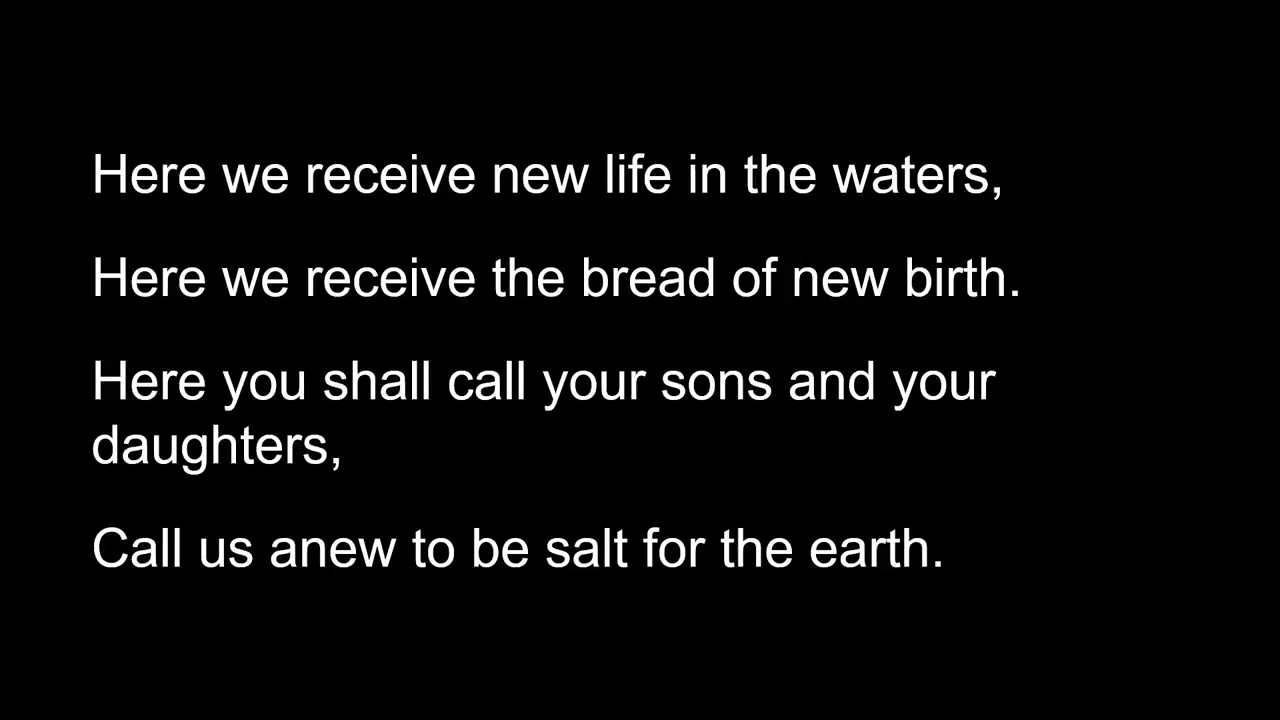 Here we receive new life in the waters,
Here we receive the bread of new birth.
Here you shall call your sons and your
daughters,
Call us anew to be salt for the earth.